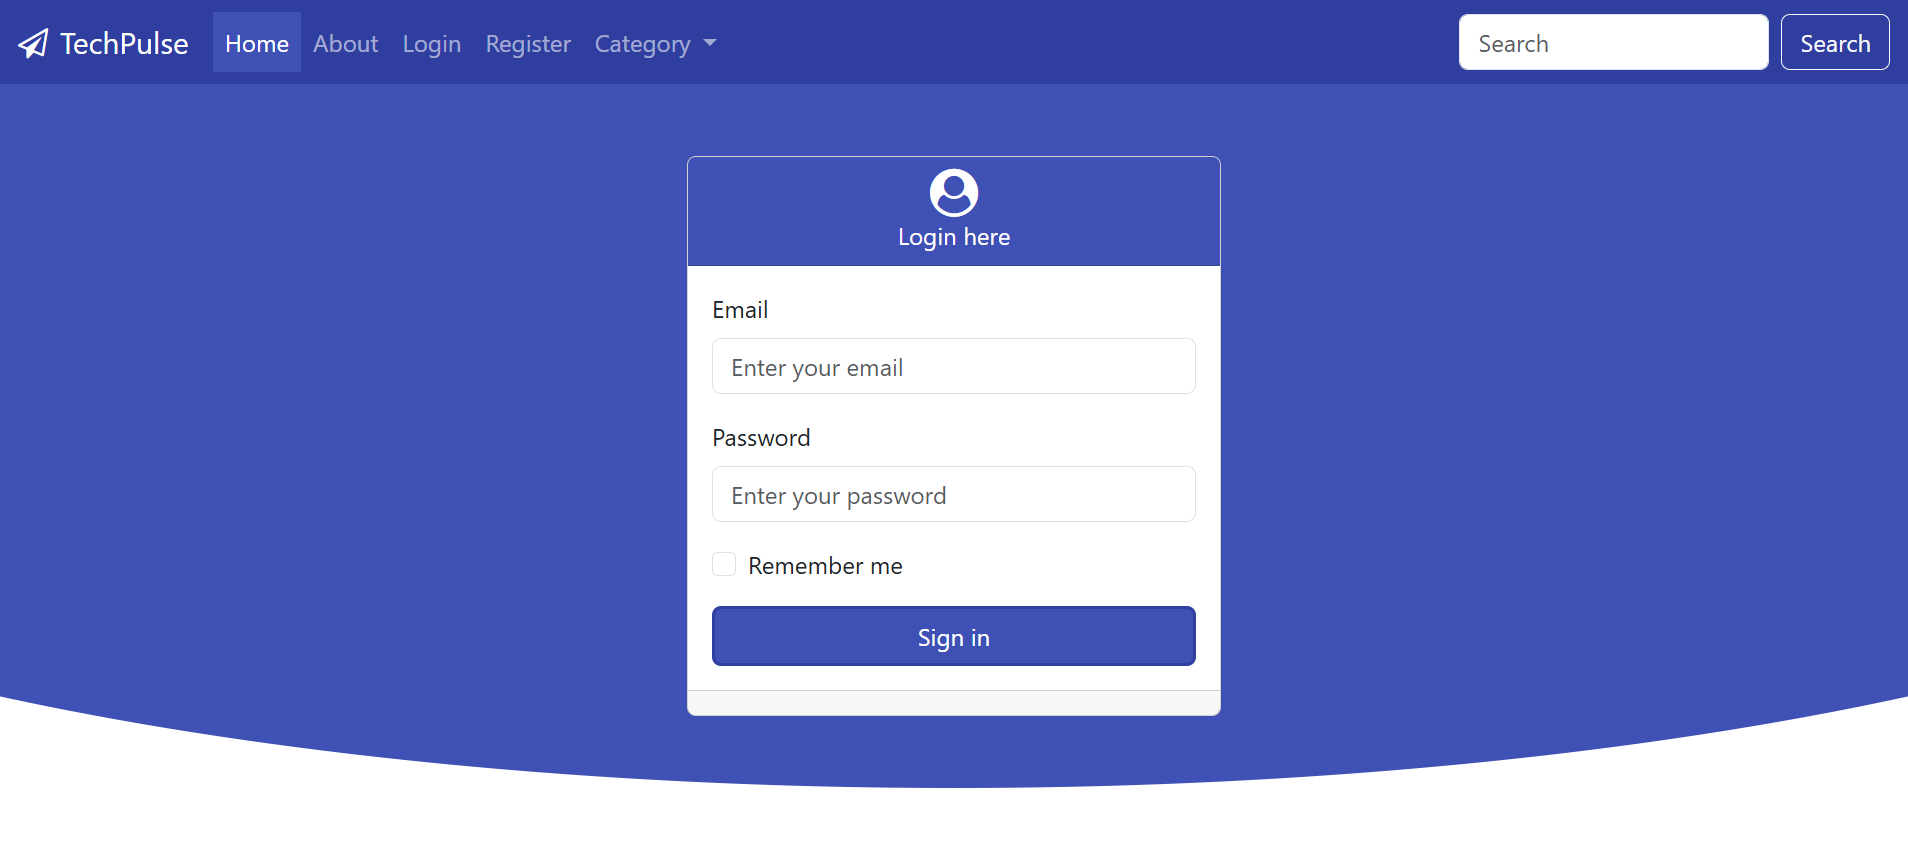 TechPulse Home About Login Register Category Search Search
Login here
Email
Enter your email
Password
Enter your password
Remember me
Sign in